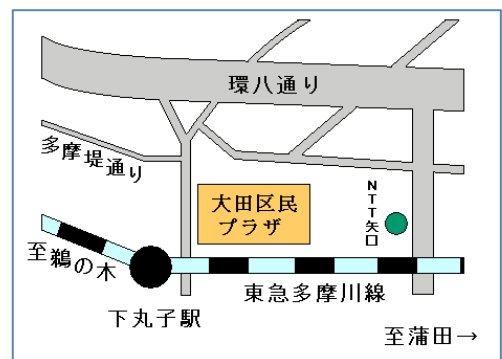 環八通り
多摩堤通り
大田区民
プラザ
NTT矢口
至鵜の木
東急多摩川線
下丸子駅
至蒲田→